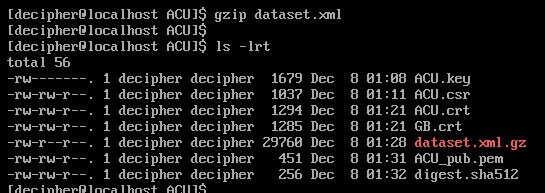 [decipher@localhost ACU]$ gzip dataset.xml
[decipher@localhost ACU]$
[decipher@localhost ACU]$ ls -lrt
total 56
-rw-------. 1 decipher decipher  1679 Dec  8 01:08 ACU.key
-rw-rw-r--. 1 decipher decipher  1037 Dec  8 01:11 ACU.csr
-rw-rw-r--. 1 decipher decipher  1294 Dec  8 01:21 ACU.crt
-rw-rw-r--. 1 decipher decipher  1285 Dec  8 01:21 GB.crt
-rw-r--r--. 1 decipher decipher 29760 Dec  8 01:28 dataset.xml.gz
-rw-rw-r--. 1 decipher decipher   451 Dec  8 01:31 ACU_pub.pem
-rw-rw-r--. 1 decipher decipher   256 Dec  8 01:32 digest.sha512
[decipher@localhost ACU]$